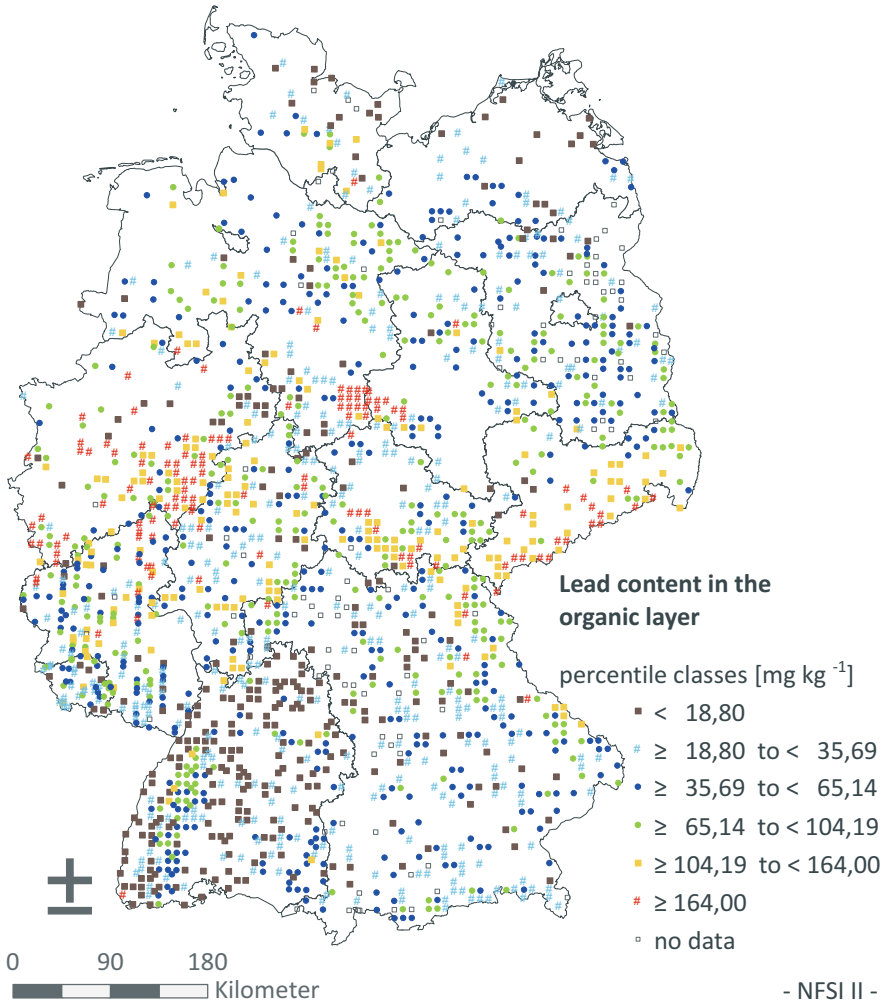 Lead content in the
organic layer
percentile classes [mg kg -1]
< 18,80
≥ 18,80 to < 35,69
≥ 35,69 to < 65,14
≥ 65,14 to < 104,19
≥ 104,19 to < 164,00
# ≥ 164,00
no data
0 90 180
Kilometer
- NFSI II -